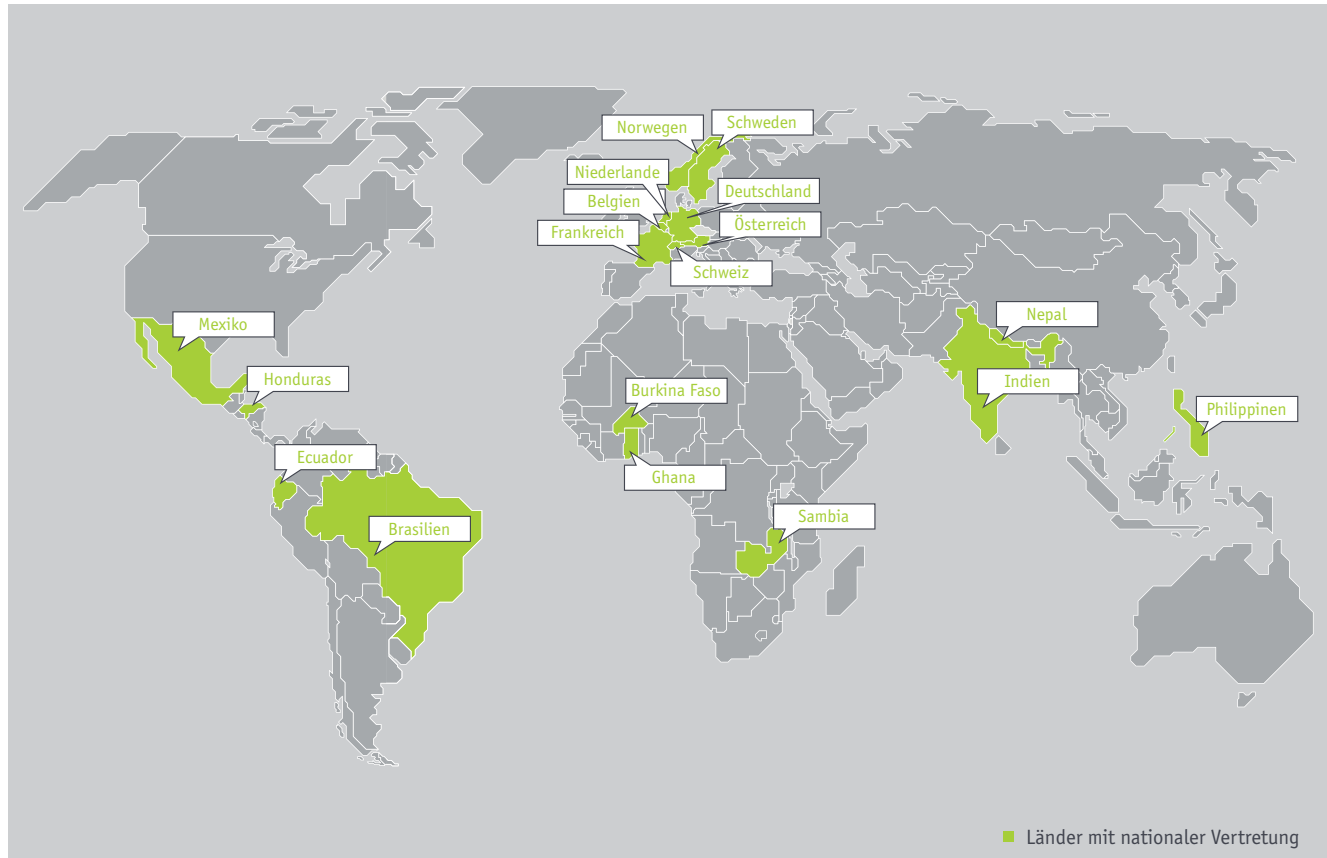 Schweden
Norwegen
Niederlande
Deutschland
Belgien
Österreich
Frankreich
Schweiz
Mexiko
Nepal
Honduras
Indien
Burkina Faso
Philippinen
Ecuador
Ghana
Sambia
Brasilien
Länder mit nationaler Vertretung